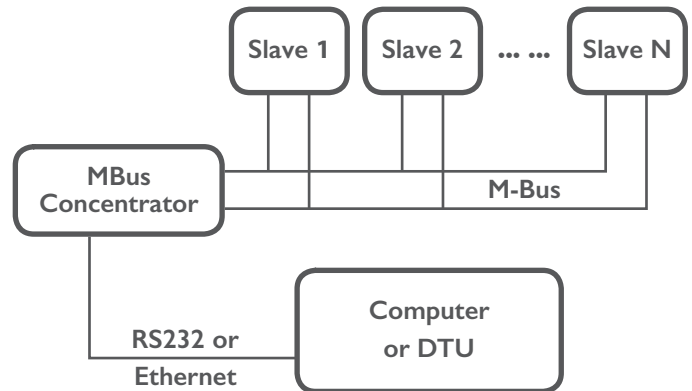 Slave 1
Slave 2
... ...
Slave N
MBus
Concentrator
M-Bus
Computer
or DTU
RS232 or
Ethernet